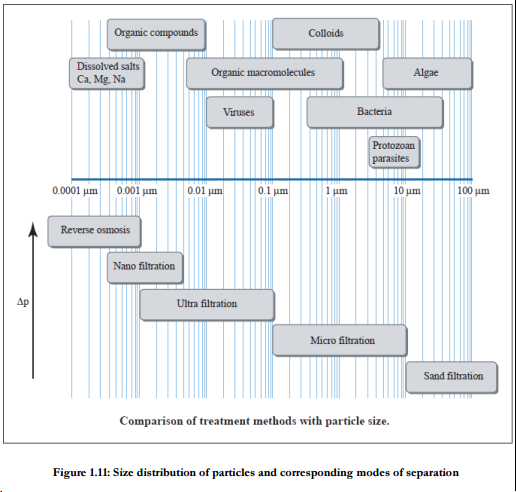 Organic compounds
Colloids
Dissolved salts
Ca, Mg, Na
Organic macromolecules
Algae
Viruses
Bacteria
Protozoan
parasites
0.0001 μm 0.001 μm 0.01 μm 0.1 μm 1 μm 10 μm 100 μm
Reverse osmosis
Nano filtration
Δp
Ultra filtration
Micro filtration
Sand filtration
Comparison of treatment methods with particle size.
Figure 1.11: Size distribution of particles and corresponding modes of separation